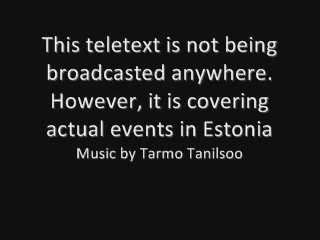 This teletext is not being
broadcasted anywhere.
However, it is covering
actual events in Estonia
Music by Tarmo Tanilsoo